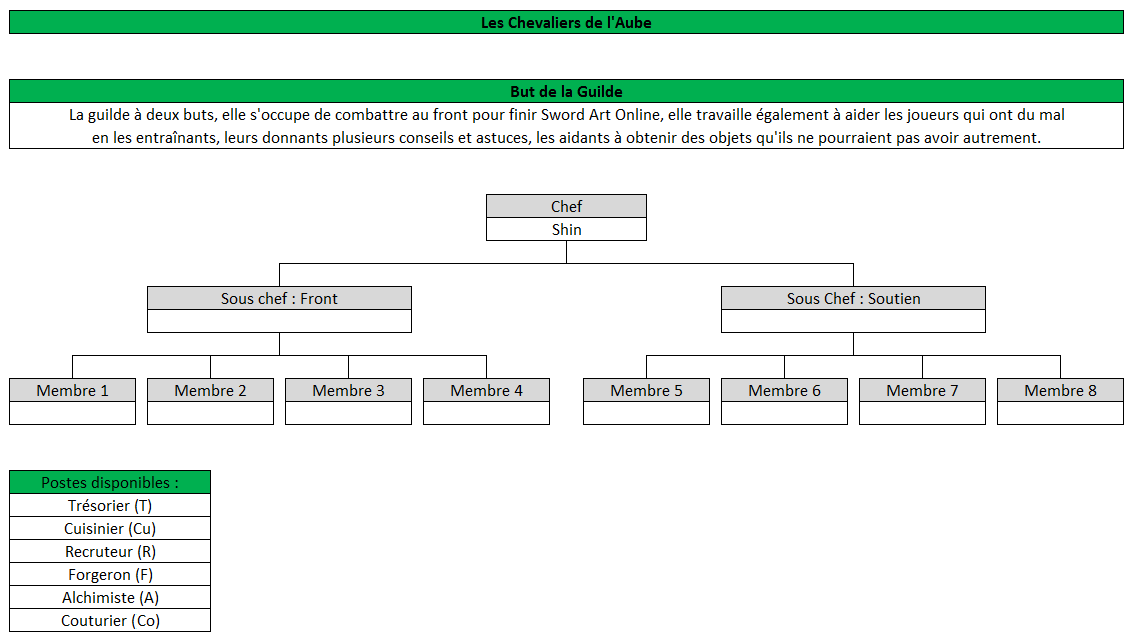 Les Chevaliers de l'Aube
But de la Guilde
La guilde à deux buts, elle s'occupe de combattre au front pour finir Sword Art Online, elle travaille également à aider les joueurs qui ont du mal
en les entraînants, leurs donnants plusieurs conseils et astuces, les aidants à obtenir des objets qu'ils ne pourraient pas avoir autrement.
Chef
Shin
Sous chef : Front
Sous Chef : Soutien
Membre 1
Membre 2
Membre 3
Membre 4
Membre 5
Membre 6
Membre 7
Membre 8
Postes disponibles :
Trésorier (T)
Cuisinier (Cu)
Recruteur (R)
Forgeron (F)
Alchimiste (A)
Couturier (Co)